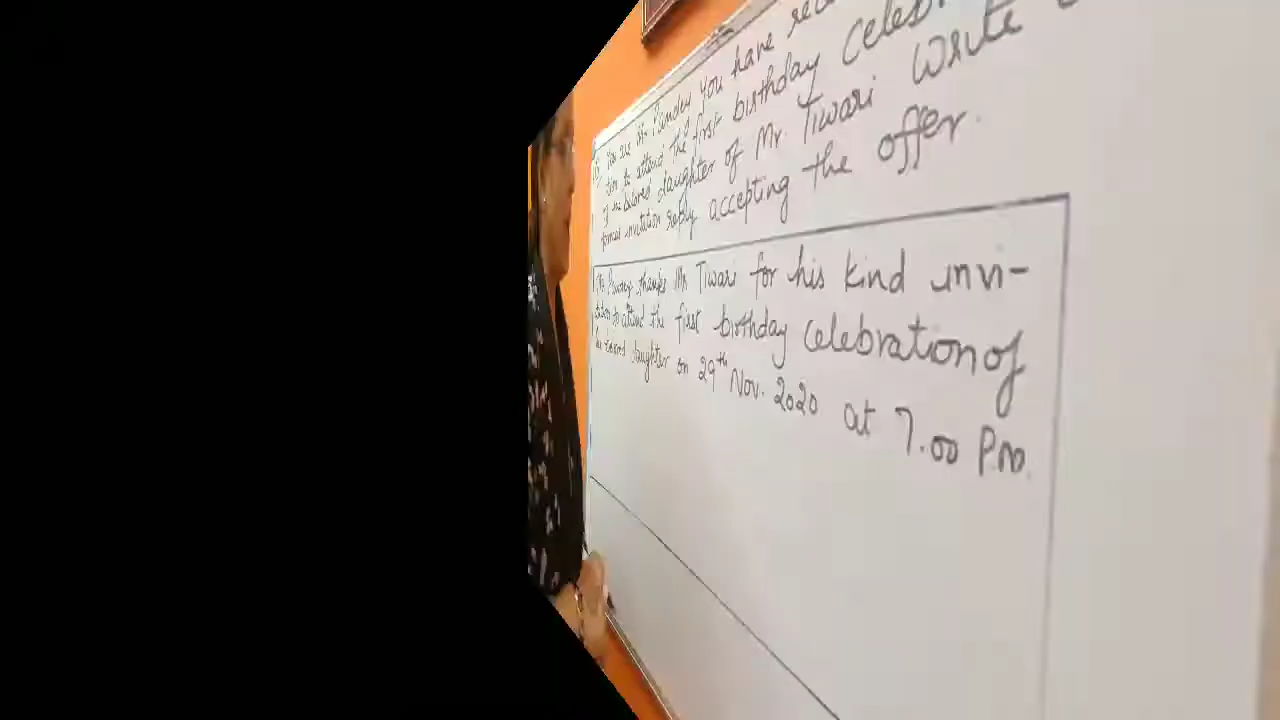 You are Mr Pandey you have rece
tion to attend the first birthday celeb
of the beloved daughter of Mr. Tiwari Write
formal invitation reply accepting the offer.
Mr Pandey thanks Mr Tiwari for his kind invi-
tation to attend the first birthday celebration of
his beloved daughter on 29th Nov. 2020 at 7.00 P.m.